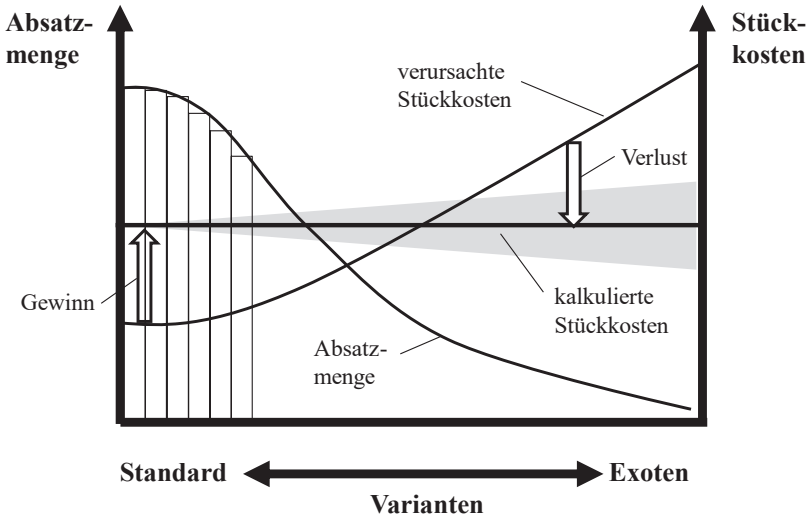 Absatz-
menge
Stück-
kosten
verursachte
Stückkosten
Verlust
Gewinn
kalkulierte
Stückkosten
Absatz-
menge
Standard
Exoten
Varianten